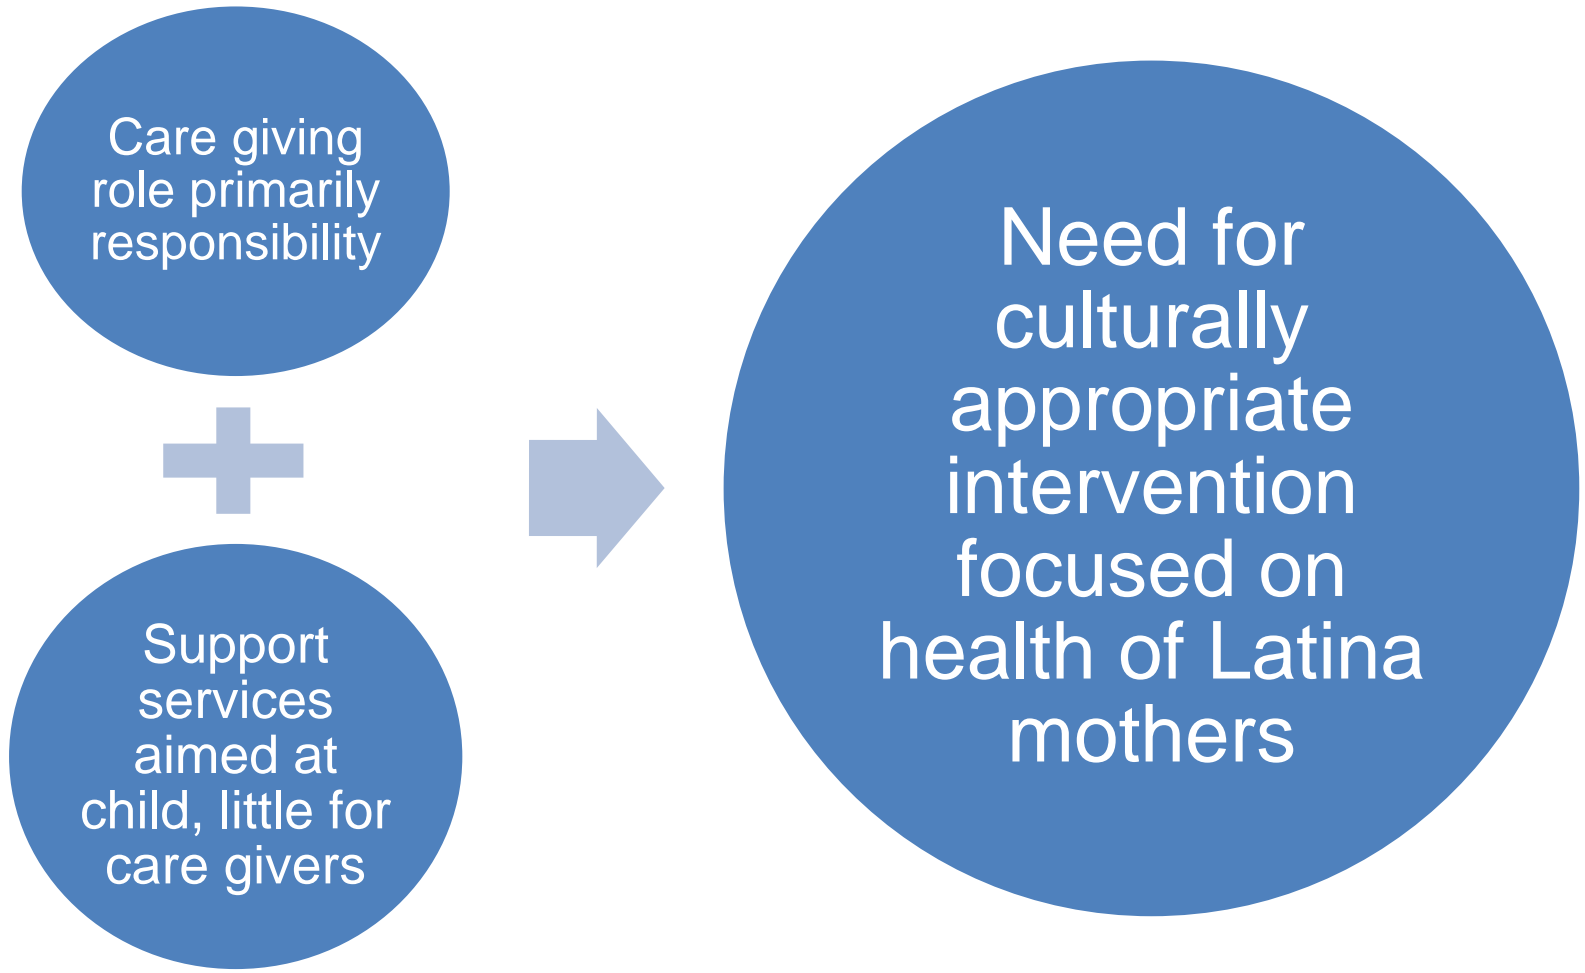 Care giving
role primarily
responsibility
Support
services
aimed at
child, little for
care givers
Need for
culturally
appropriate
intervention
focused on
health of Latina
mothers